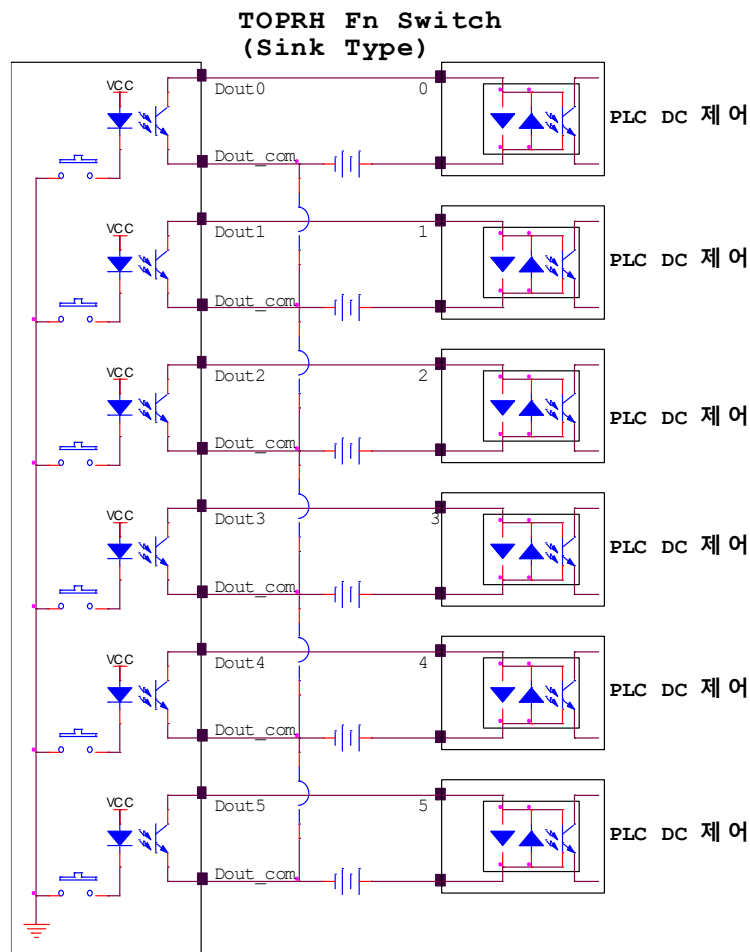 TOPRH Fn Switch
(Sink Type)
VCC
Dout0
0
PLC DC 제어
Dout_com
VCC
Dout1
1
PLC DC 제어
Dout_com
VCC
Dout2
2
PLC DC 제어
Dout_com
VCC
Dout3
3
PLC DC 제어
Dout_com
VCC
Dout4
4
PLC DC 제어
Dout_com
VCC
Dout5
5
PLC DC 제어
Dout_com